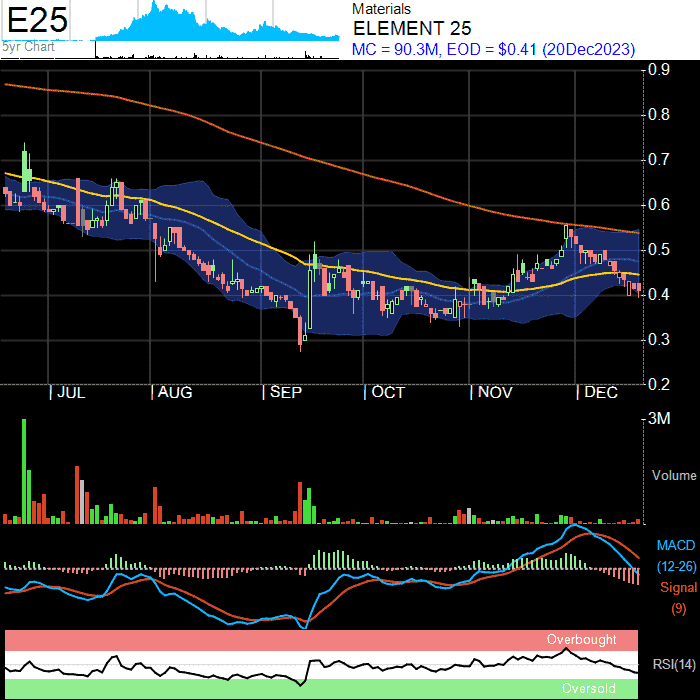 E25
5yr Chart
Materials
ELEMENT 25
MC = 90.3M, EOD = $0.41 (20Dec2023)
0.9
0.8
0.7
0.6
0.5
0.4
0.3
0.2
JUL AUG SEP OCT NOV DEC
3M
Volume
MACD
(12-26)
Signal
(9)
Overbought
RSI(14)
Oversold